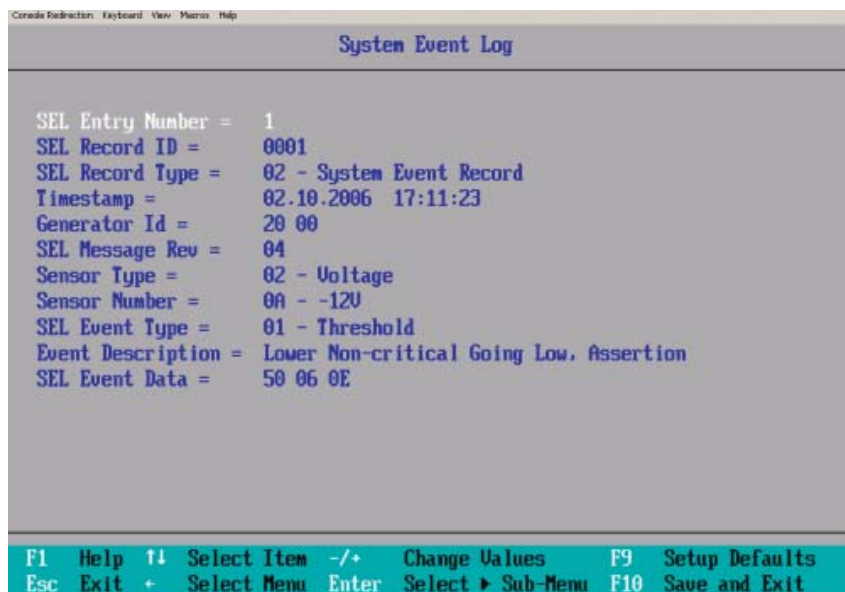 Console Redirection Keyboard View Macros Help
System Event Log
SEL Entry Number = 1
SEL Record ID = 0001
SEL Record Type = 02 - System Event Record
Timestamp = 02.10.2006 17:11:23
Generator Id = 20 00
SEL Message Rev = 04
Sensor Type = 02 - Voltage
Sensor Number = 0A - -12V
SEL Event Type = 01 - Threshold
Event Description = Lower Non-critical Going Low, Assertion
SEL Event Data = 50 06 0E
F1 Help ↑↓ Select Item -/+ Change Values F9 Setup Defaults
Esc Exit ← Select Menu Enter Select ▶ Sub-Menu F10 Save and Exit